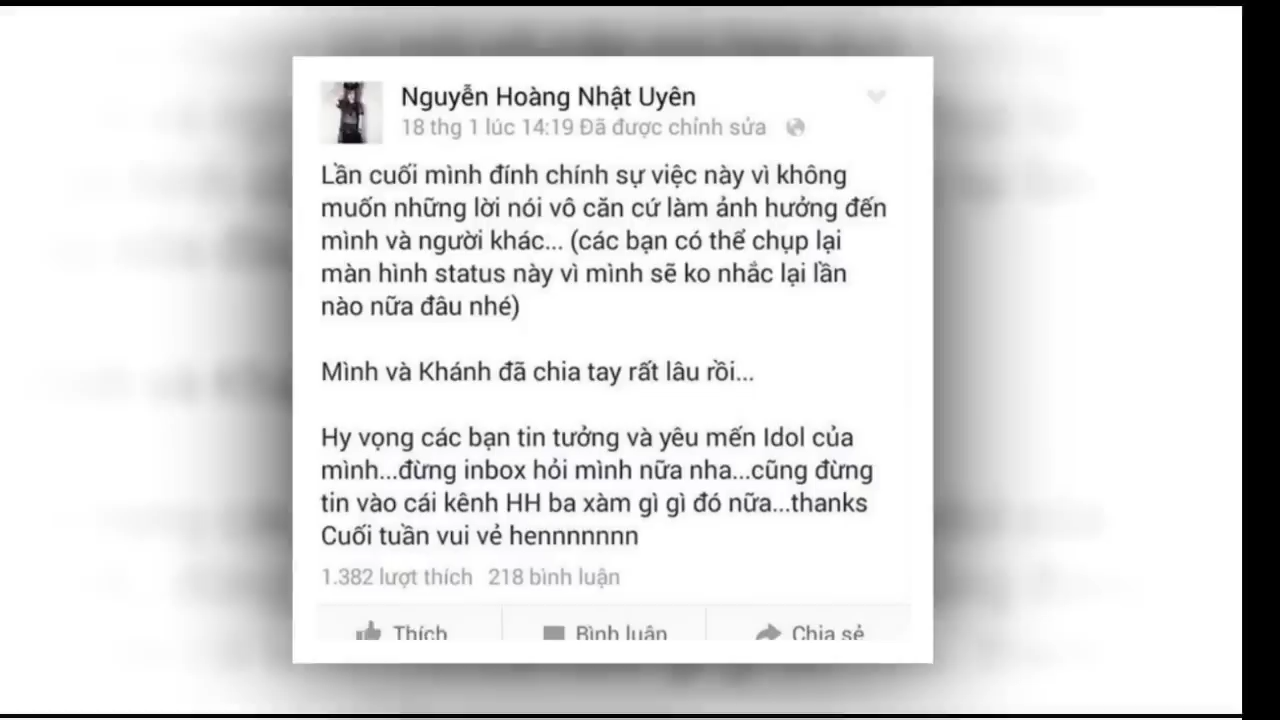 Nguyễn Hoàng Nhật Uyên
18 thg 1 lúc 14:19 Đã được chỉnh sửa
Lần cuối mình đính chính sự việc này vì không
muốn những lời nói vô căn cứ làm ảnh hưởng đến
mình và người khác... (các bạn có thể chụp lại
màn hình status này vì mình sẽ ko nhắc lại lần
nào nữa đâu nhé)
Mình và Khánh đã chia tay rất lâu rồi...
Hy vọng các bạn tin tưởng và yêu mến Idol của
mình...đừng inbox hỏi mình nữa nha...cũng đừng
tin vào cái kênh HH ba xàm gì gì đó nữa...thanks
Cuối tuần vui vẻ hennnnnnn
1.382 lượt thích 218 bình luận
Thích Bình luận Chia sẻ